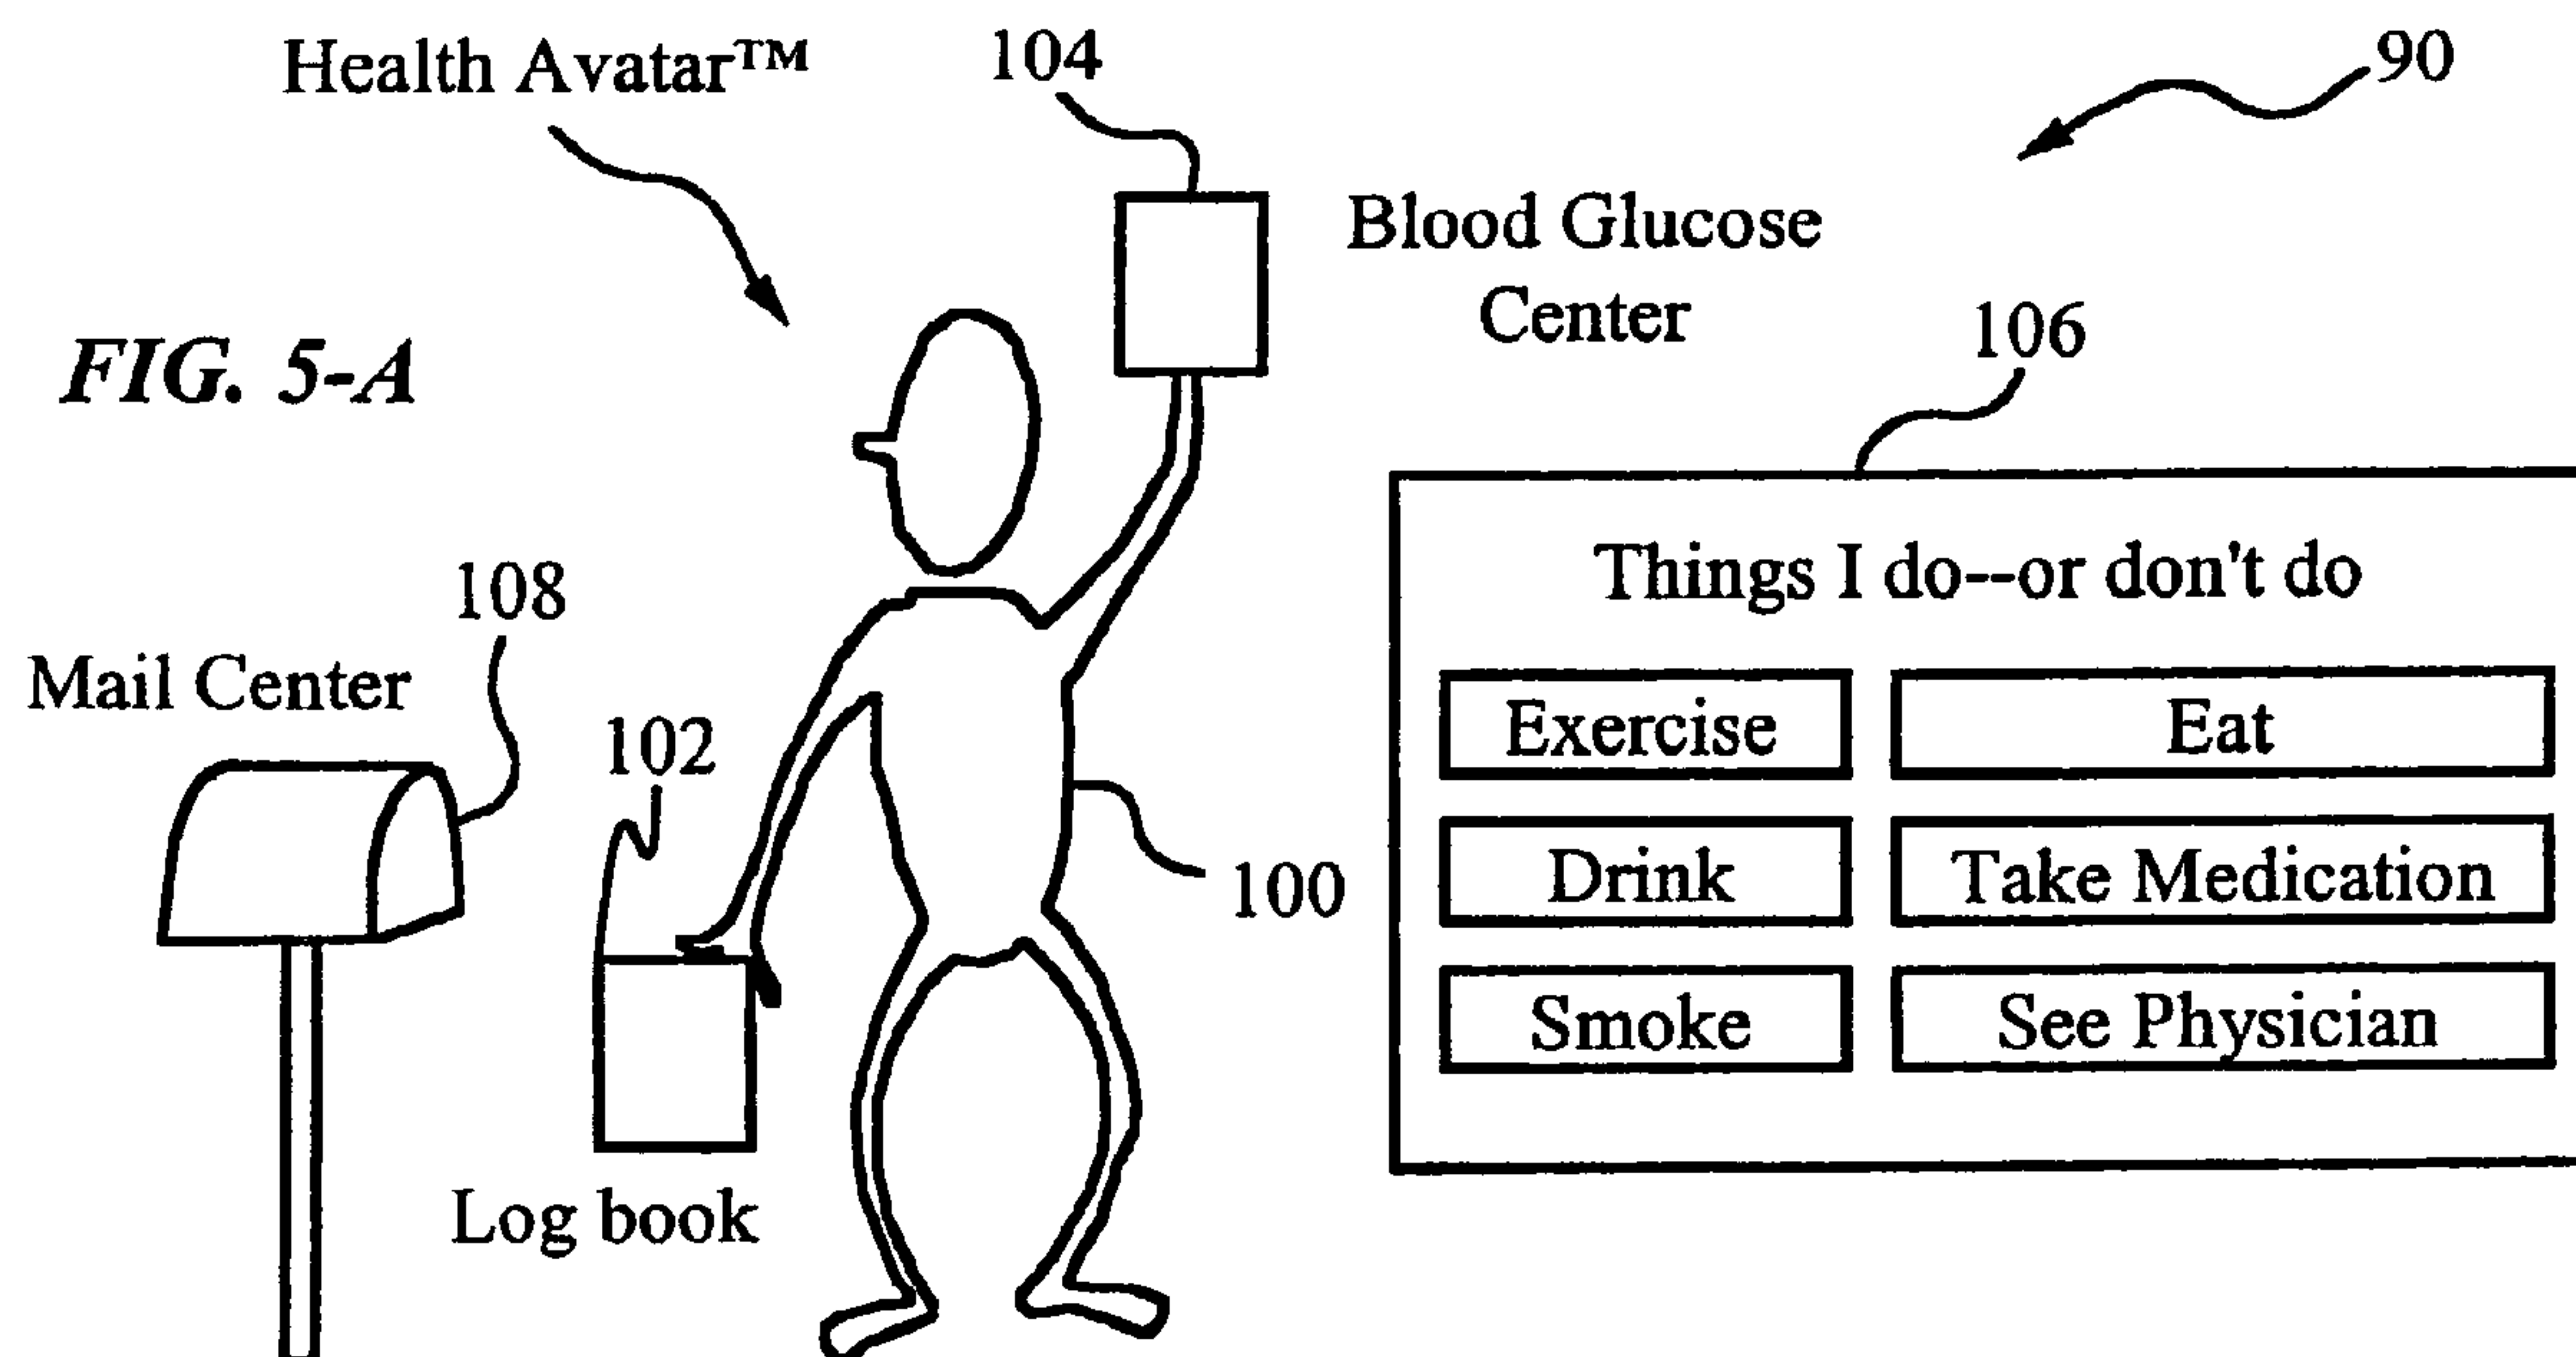 Health Avatar™
104
90
Blood Glucose
Center
FIG. 5-A
106
Things I do--or don't do
108
Mail Center
102
Exercise
Eat
Drink
Take Medication
100
Smoke
See Physician
Log book